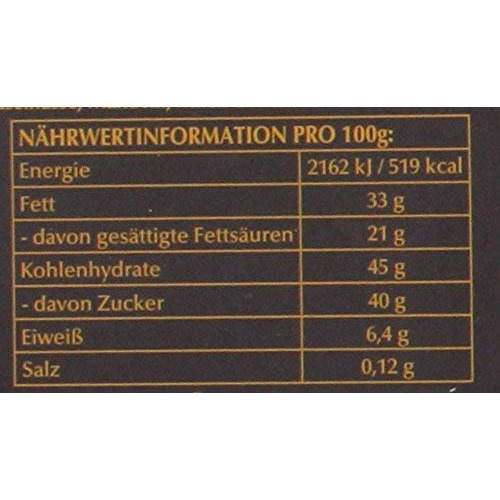 NÄHRWERTINFORMATION PRO 100g:
Energie 2162 kJ / 519 kcal
Fett 33 g
- davon gesättigte Fettsäuren 21 g
Kohlenhydrate 45 g
- davon Zucker 40 g
Eiweiß 6,4 g
Salz 0,12 g